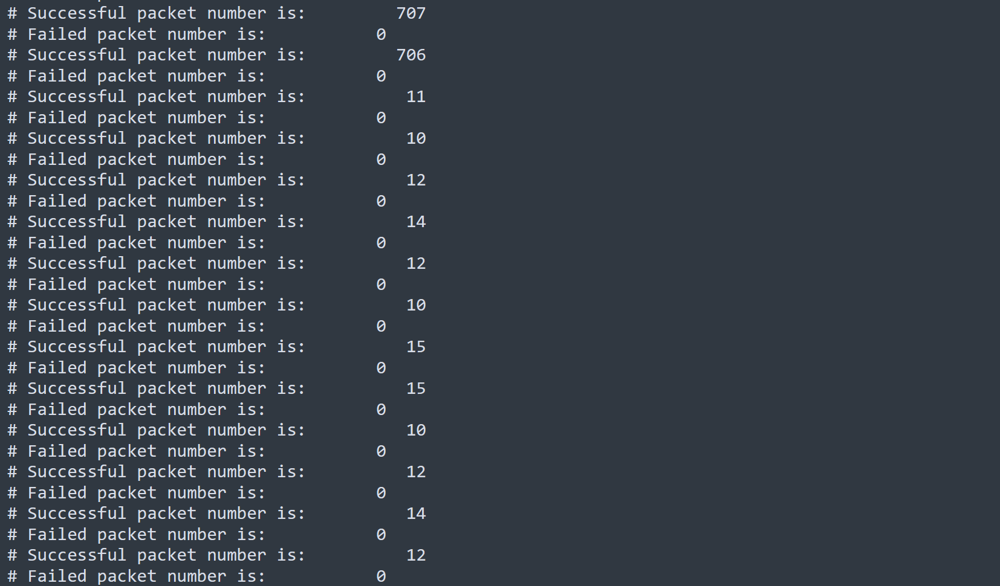 # Successful packet number is:         707
# Failed packet number is:           0
# Successful packet number is:         706
# Failed packet number is:           0
# Successful packet number is:          11
# Failed packet number is:           0
# Successful packet number is:          10
# Failed packet number is:           0
# Successful packet number is:          12
# Failed packet number is:           0
# Successful packet number is:          14
# Failed packet number is:           0
# Successful packet number is:          12
# Failed packet number is:           0
# Successful packet number is:          10
# Failed packet number is:           0
# Successful packet number is:          15
# Failed packet number is:           0
# Successful packet number is:          15
# Failed packet number is:           0
# Successful packet number is:          10
# Failed packet number is:           0
# Successful packet number is:          12
# Failed packet number is:           0
# Successful packet number is:          14
# Failed packet number is:           0
# Successful packet number is:          12
# Failed packet number is:           0